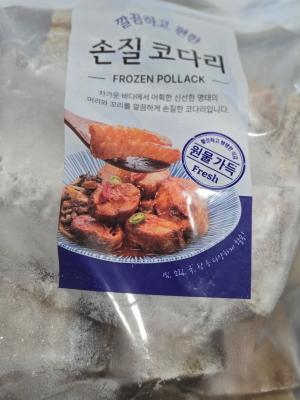 깔끔하고 편한
손질 코다리
FROZEN POLLACK
차가운 바다에서 어획한 신선한 명태의
머리와 꼬리를 깔끔하게 손질한 코다리입니다.
원물가득
Fresh